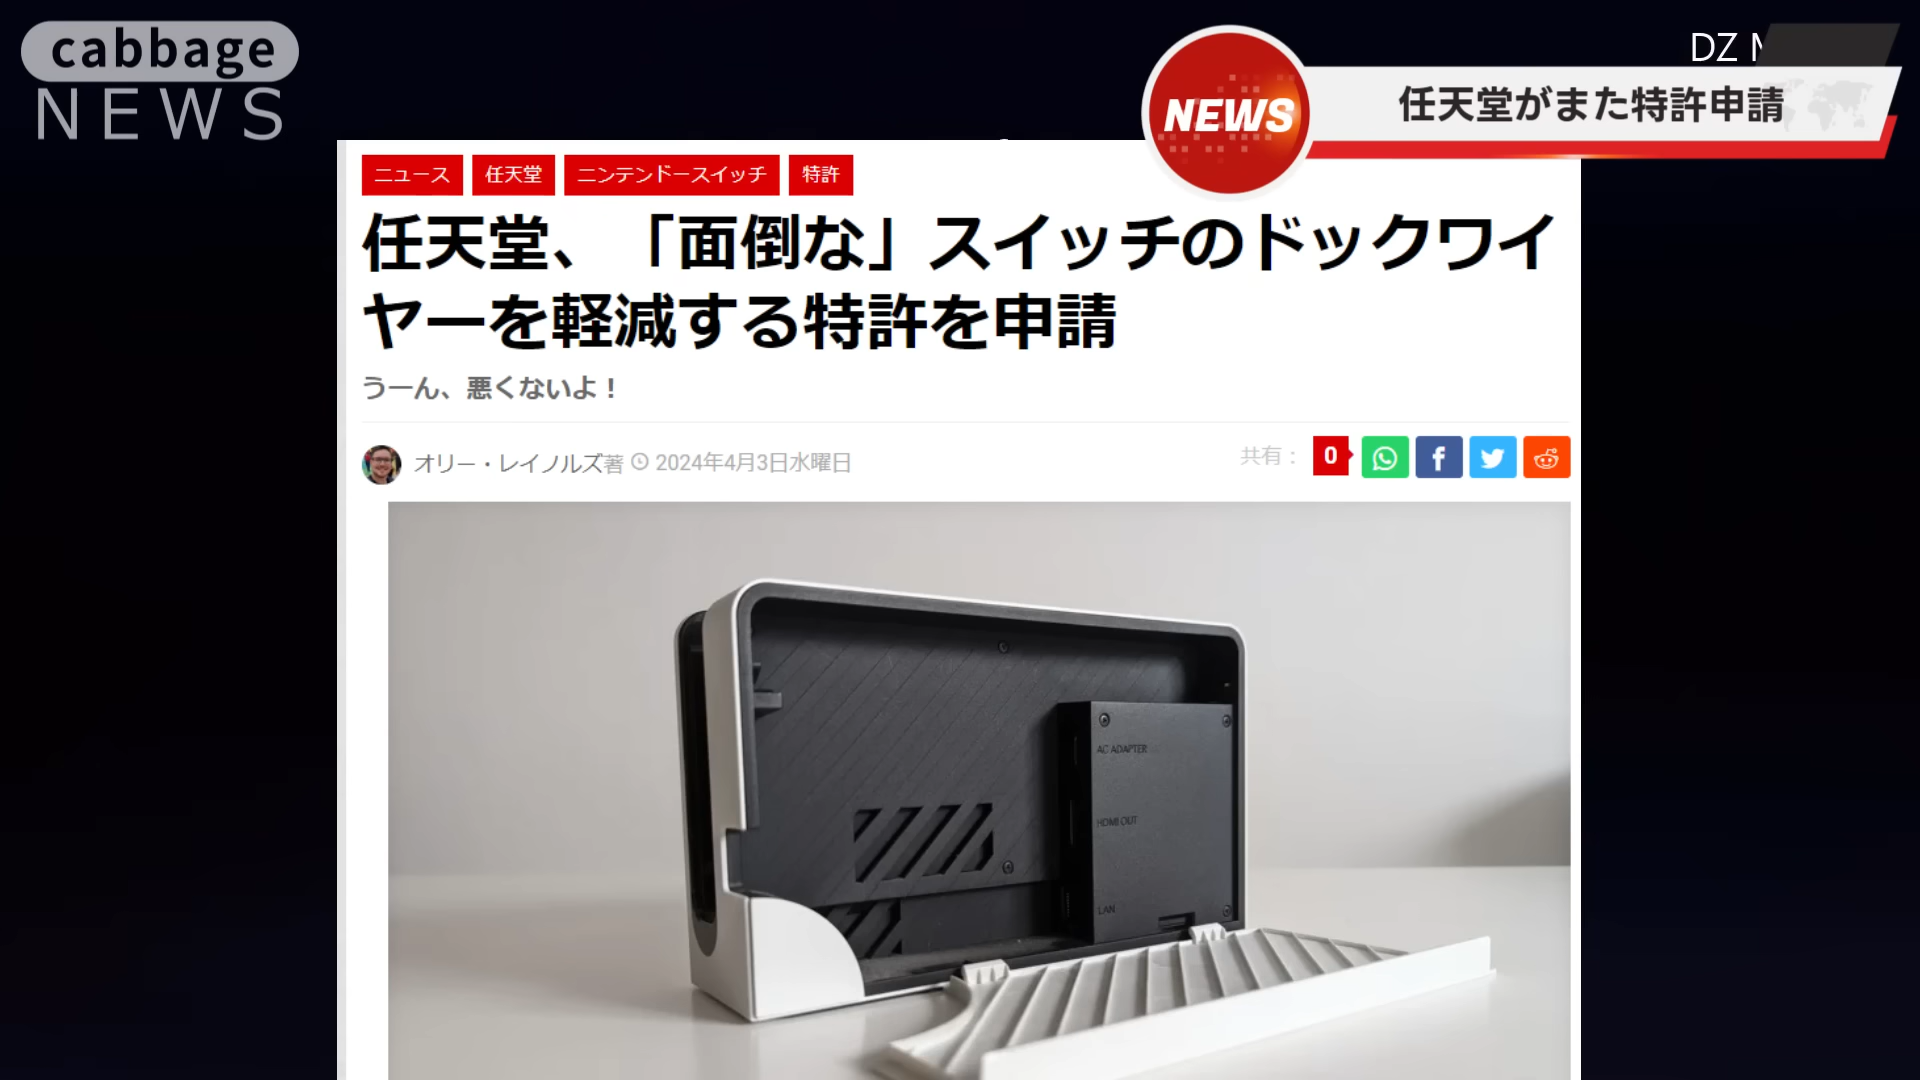 cabbage
NEWS
DZ
NEWS
任天堂がまた特許申請
ニュース 任天堂 ニンテンドースイッチ 特許
任天堂、「面倒な」スイッチのドックワイ
ヤーを軽減する特許を申請
うーん、悪くないよ！
オリー・レイノルズ著 2024年4月3日水曜日
共有： 0
AC ADAPTER
HDMI OUT
LAN